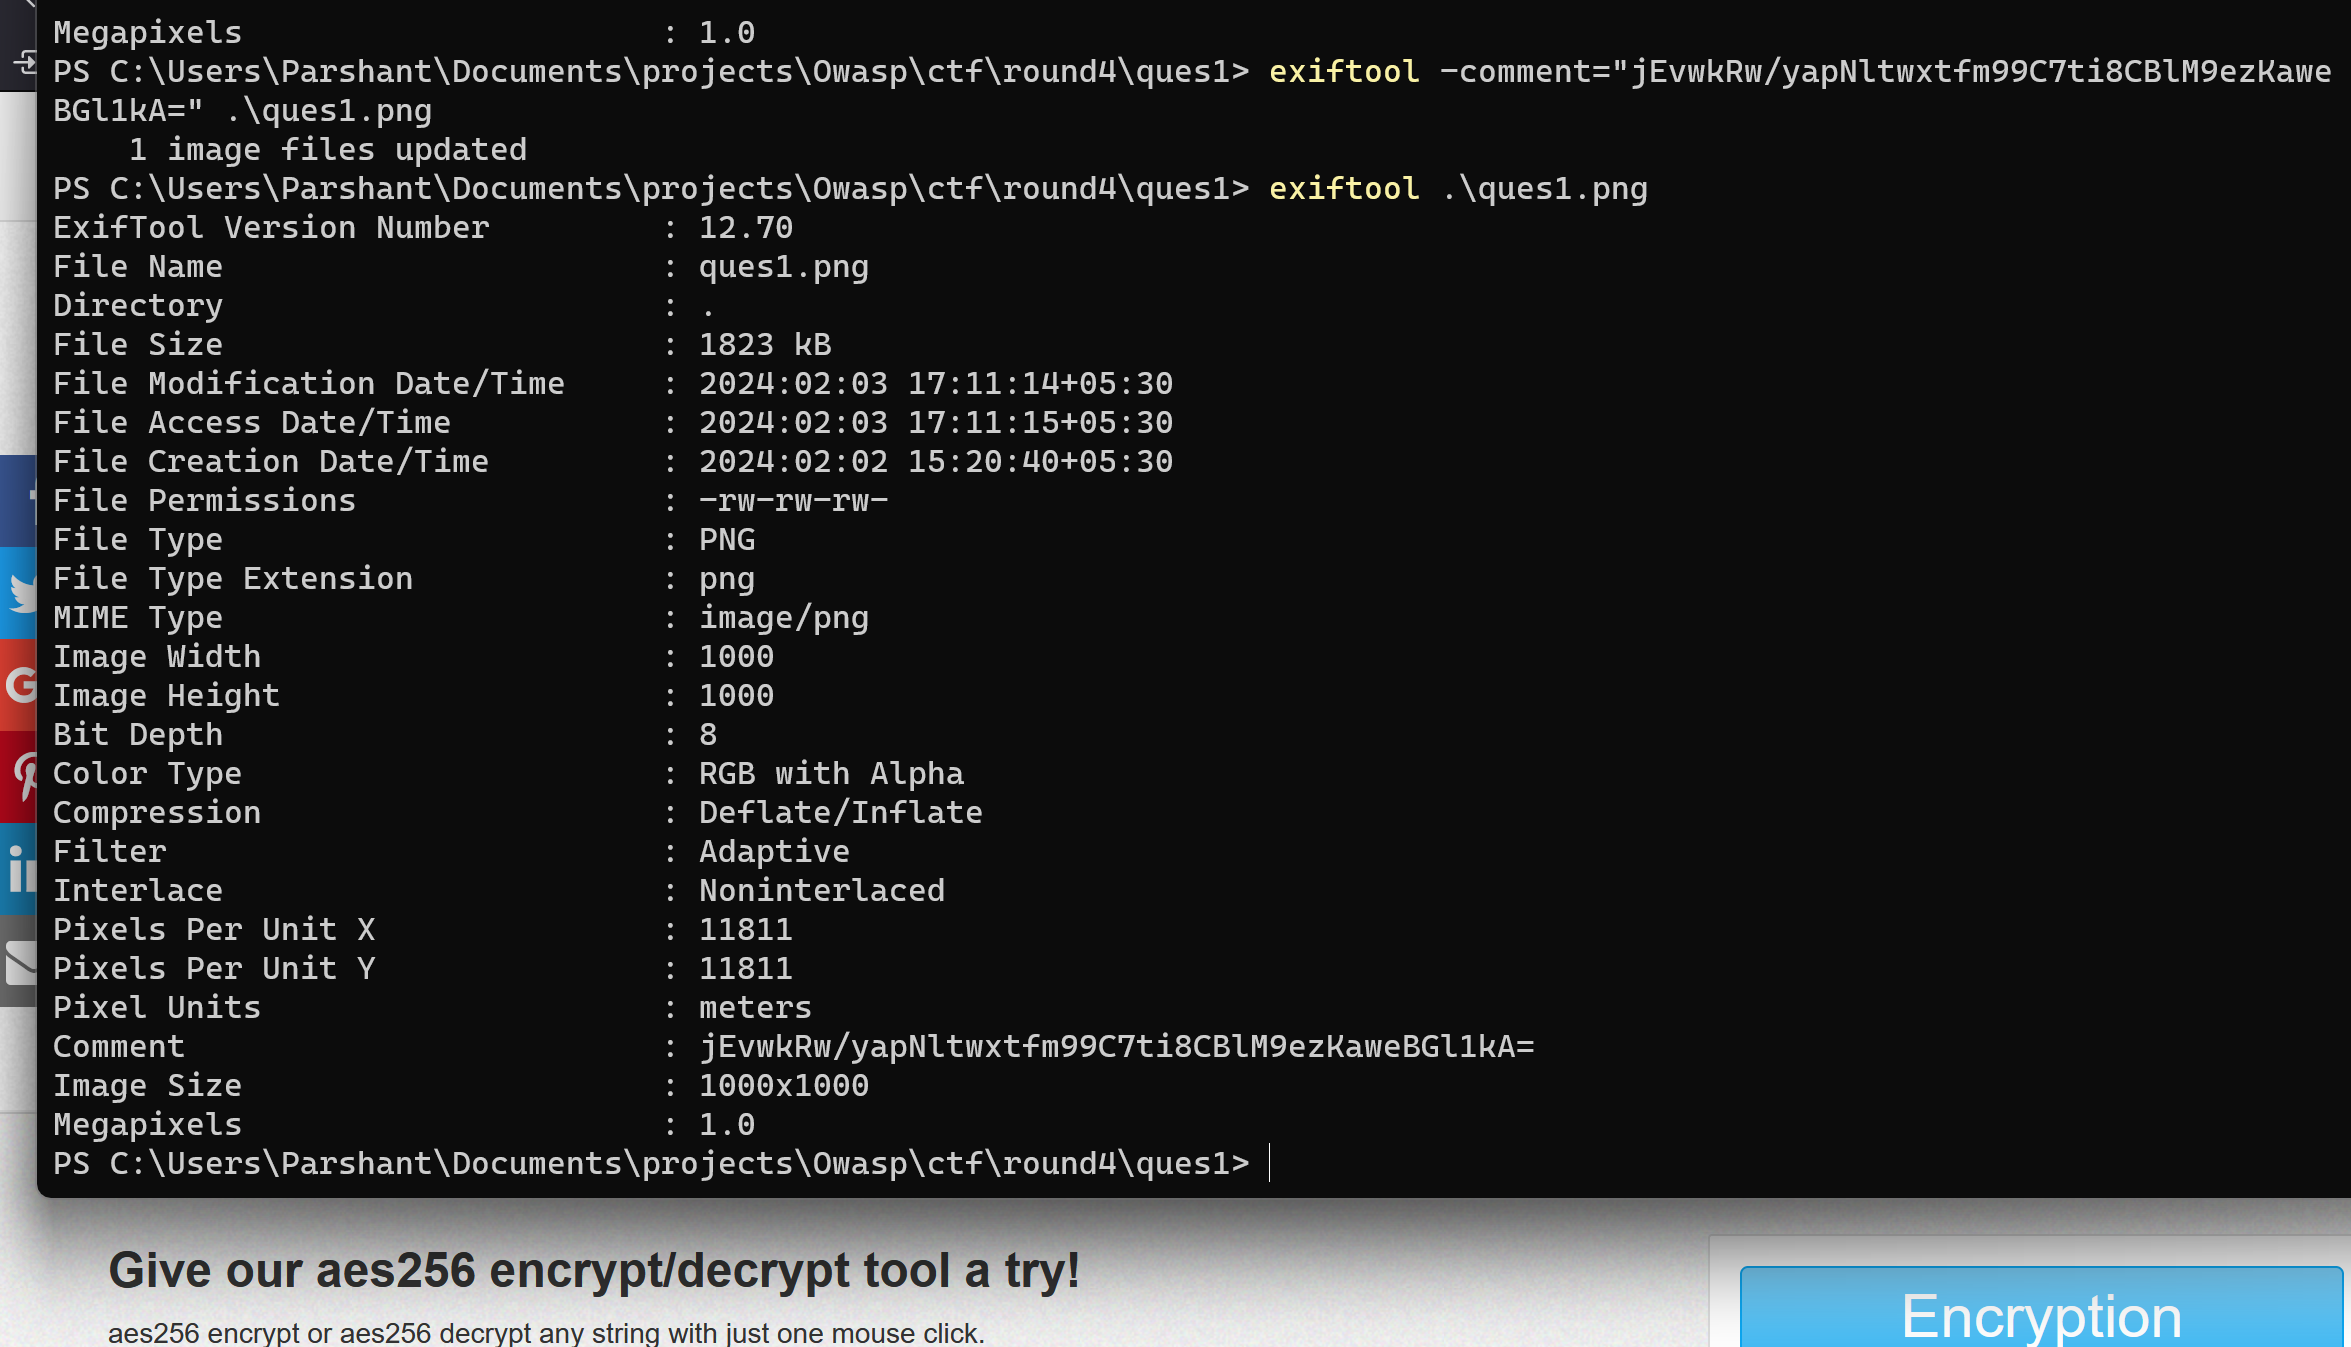 Megapixels                      : 1.0
PS C:\Users\Parshant\Documents\projects\Owasp\ctf\round4\ques1> exiftool -comment="jEvwkRw/yapNltwxtfm99C7ti8CBlM9ezKawe
BGl1kA=" .\ques1.png
    1 image files updated
PS C:\Users\Parshant\Documents\projects\Owasp\ctf\round4\ques1> exiftool .\ques1.png
ExifTool Version Number         : 12.70
File Name                       : ques1.png
Directory                       : .
File Size                       : 1823 kB
File Modification Date/Time     : 2024:02:03 17:11:14+05:30
File Access Date/Time           : 2024:02:03 17:11:15+05:30
File Creation Date/Time         : 2024:02:02 15:20:40+05:30
File Permissions                : -rw-rw-rw-
File Type                       : PNG
File Type Extension             : png
MIME Type                       : image/png
Image Width                     : 1000
Image Height                    : 1000
Bit Depth                       : 8
Color Type                      : RGB with Alpha
Compression                     : Deflate/Inflate
Filter                          : Adaptive
Interlace                       : Noninterlaced
Pixels Per Unit X               : 11811
Pixels Per Unit Y               : 11811
Pixel Units                     : meters
Comment                         : jEvwkRw/yapNltwxtfm99C7ti8CBlM9ezKaweBGl1kA=
Image Size                      : 1000x1000
Megapixels                      : 1.0
PS C:\Users\Parshant\Documents\projects\Owasp\ctf\round4\ques1>
Give our aes256 encrypt/decrypt tool a try!
Encryption
aes256 encrypt or aes256 decrypt any string with just one mouse click.